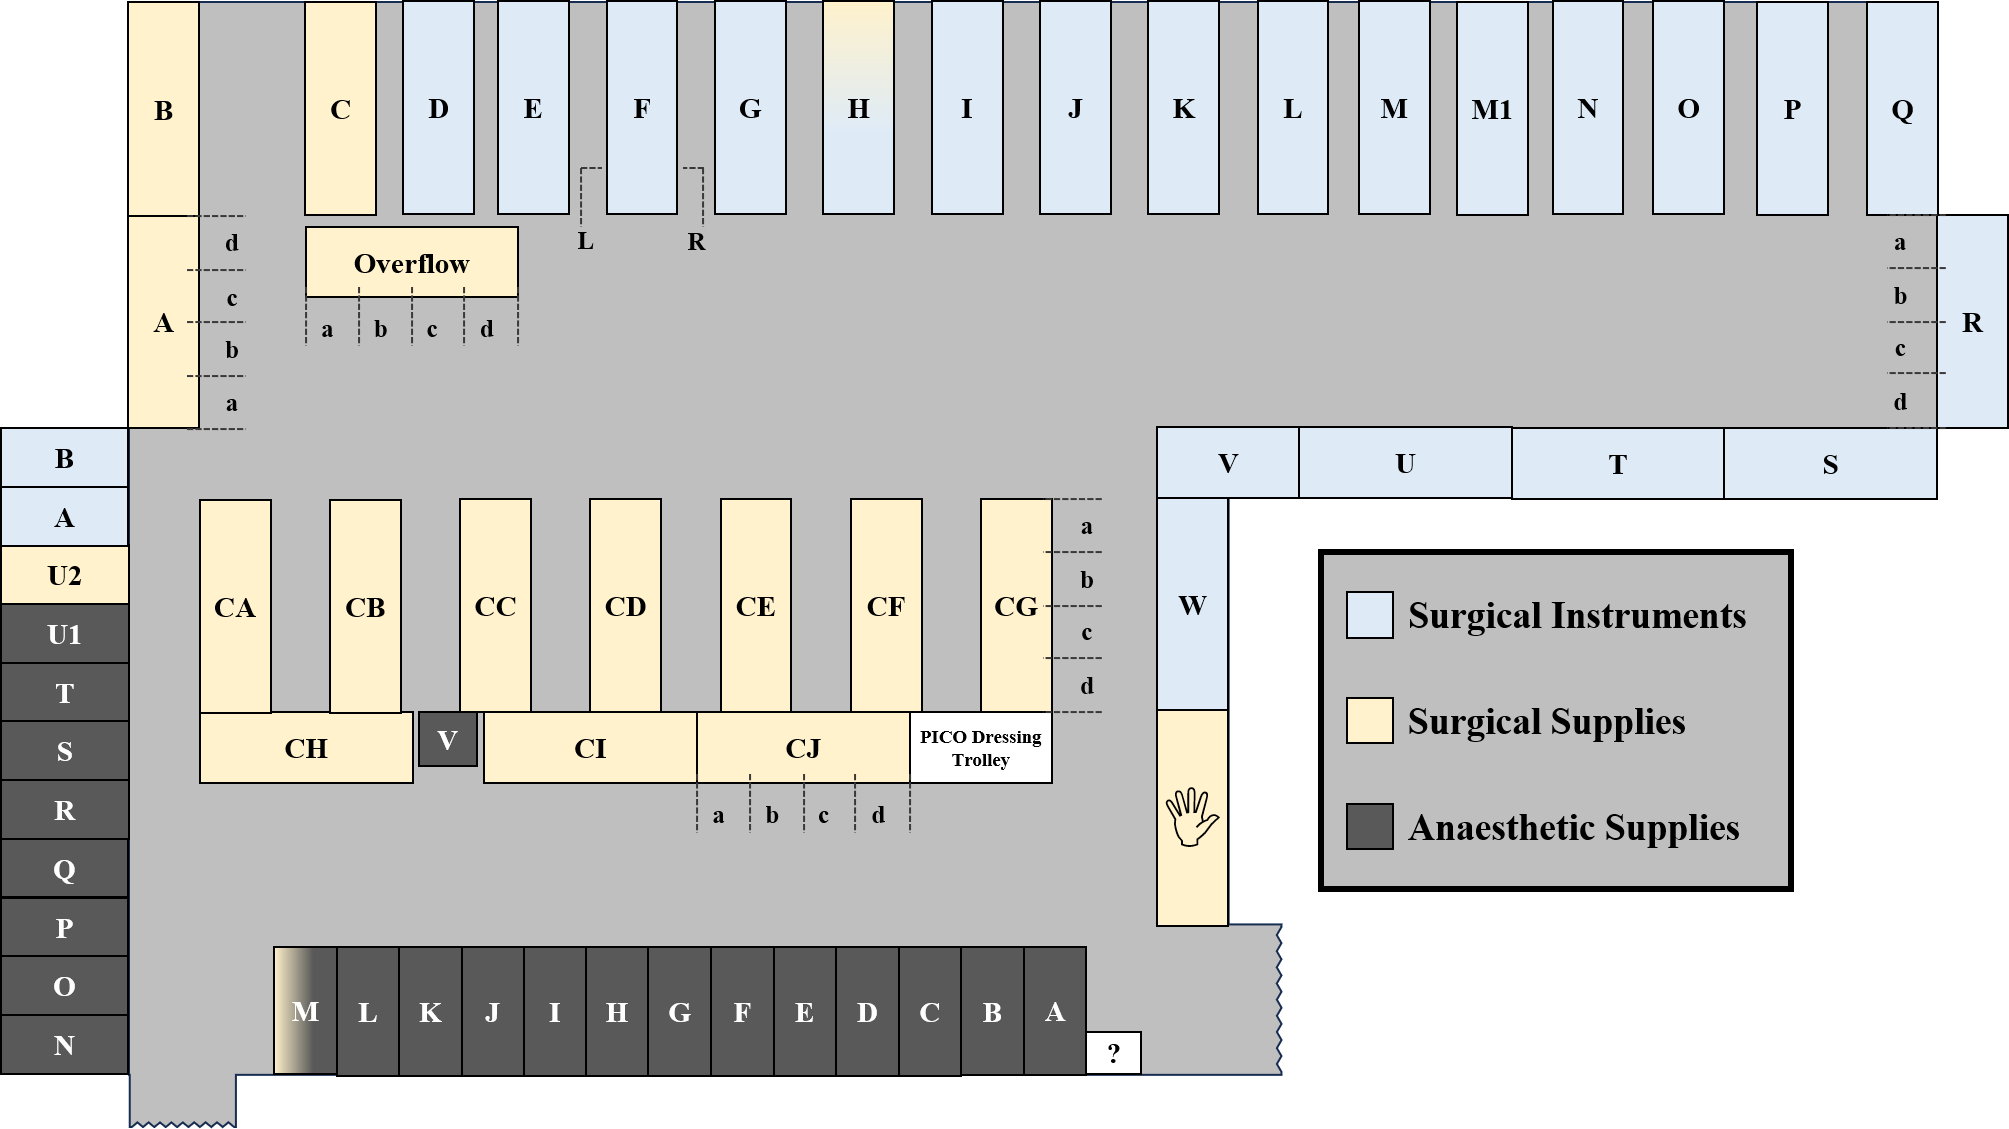 B
C
D
E
F
G
H
I
J
K
L
M
M1
N
O
P
Q
L
R
Overflow
a
b
c
d
A
d
c
b
a
a
b
c
d
R
B
A
U2
U1
T
S
R
Q
P
O
N
V
U
T
S
W
CA
CB
CC
CD
CE
CF
CG
a
b
c
d
CH
V
CI
CJ
PICO Dressing
Trolley
a
b
c
d
Surgical Instruments
Surgical Supplies
Anaesthetic Supplies
M
L
K
J
I
H
G
F
E
D
C
B
A
?